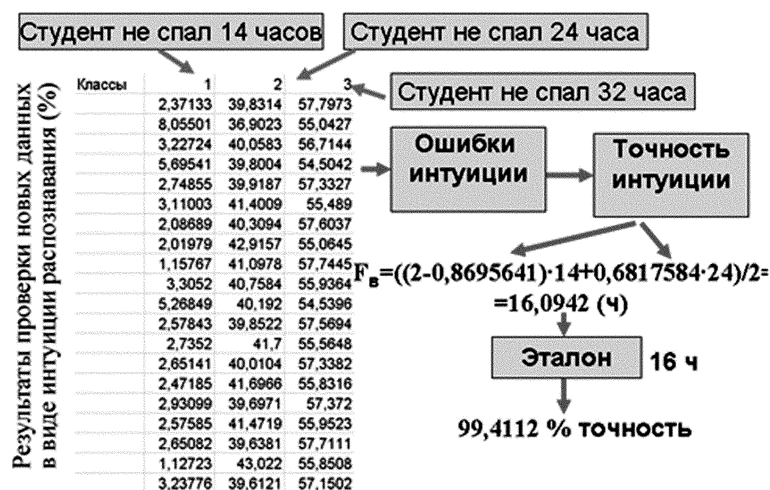 Студент не спал 14 часов
Студент не спал 24 часа
Студент не спал 32 часа
Результаты проверки новых данных
в виде интуиции распознавания (%)
Классы 1 2 3
2,37133 39,8314 57,7973
8,05501 36,9023 55,0427
3,22724 40,0583 56,7144
5,69541 39,8004 54,5042
2,74855 39,9187 57,3327
3,11003 41,4009 55,489
2,08689 40,3094 57,6037
2,01979 42,9157 55,0645
1,15767 41,0978 57,7445
3,3052 40,7584 55,9364
5,26849 40,192 54,5396
2,57843 39,8522 57,5694
2,7352 41,7 55,5648
2,65141 40,0104 57,3382
2,47185 41,6966 55,8316
2,93099 39,6971 57,372
2,57585 41,4719 55,9523
2,65082 39,6381 57,7111
1,12723 43,022 55,8508
3,23776 39,6121 57,1502
Ошибки
интуиции
Точность
интуиции
Fв=((2-0,8695641)·14+0,6817584·24)/2=
=16,0942 (ч)
Эталон 16 ч
99,4112 % точность